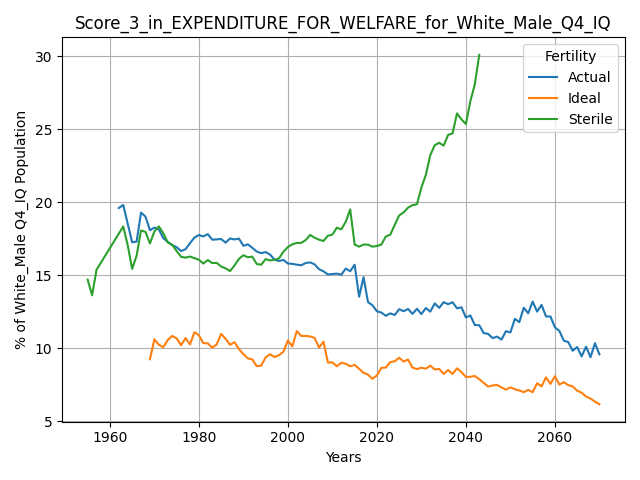 Score_3_in_EXPENDITURE_FOR_WELFARE_for_White_Male_Q4_IQ
% of White_Male Q4_IQ Population
30
25
20
15
10
5
Fertility
Actual
Ideal
Sterile
1960 1980 2000 2020 2040 2060
Years